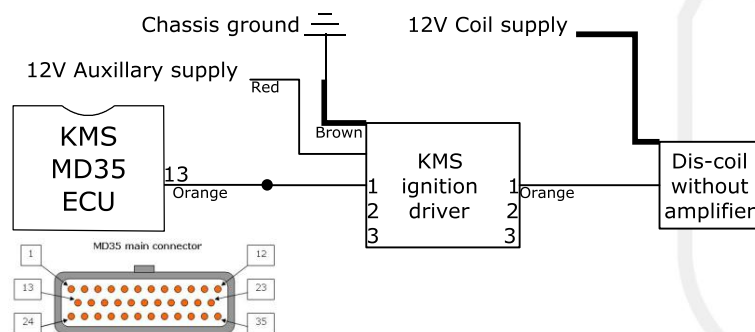 Chassis ground
12V Coil supply
12V Auxillary supply
Red
Brown
KMS
MD35
ECU
13
Orange
KMS
ignition
driver
1
2
3
1
2
3
Orange
Dis-coil
without
amplifier
MD35 main connector
1
12
13
23
24
35